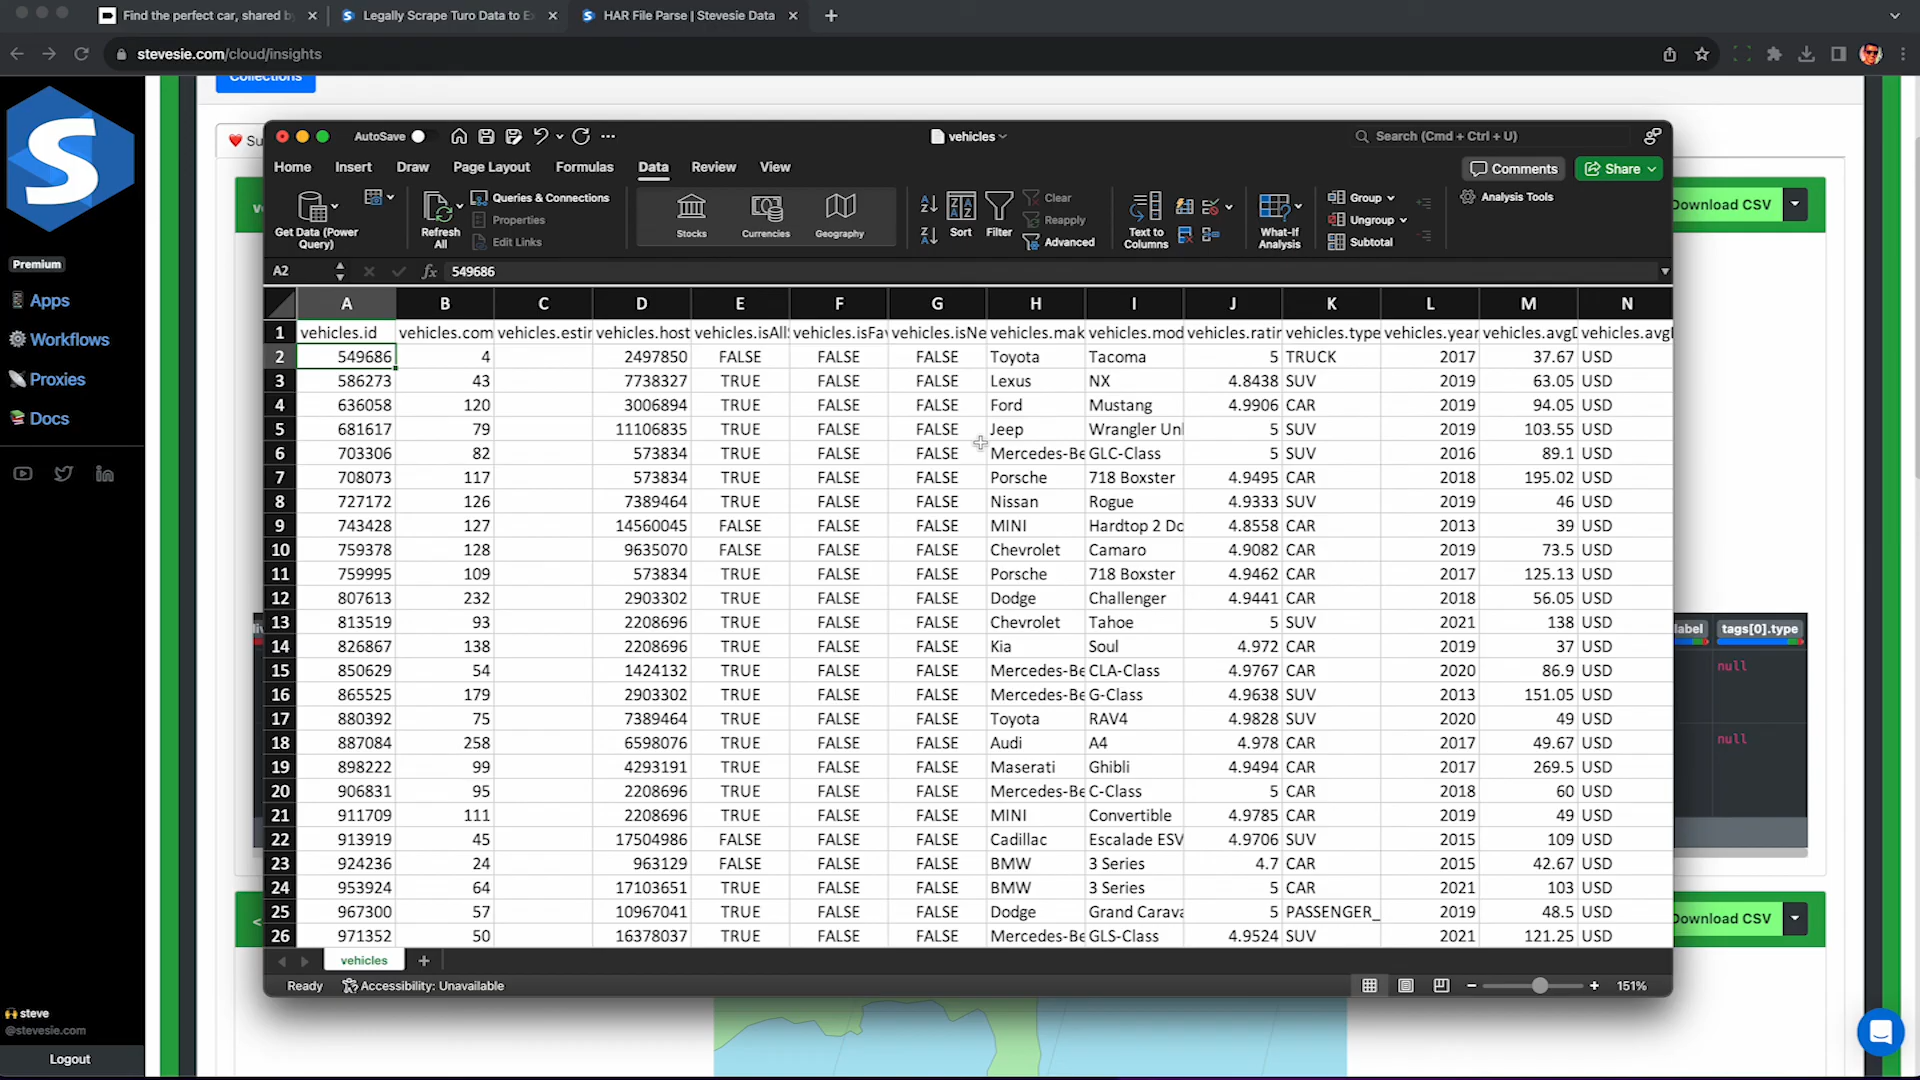 Find the perfect car, shared b
Legally Scrape Turo Data to E
HAR File Parse | Stevesie Data
stevesie.com/cloud/insights
Collections
Premium
Apps
Workflows
Proxies
Docs
steve
@stevesie.com
Logout
Su
AutoSave
vehicles
Search (Cmd + Ctrl + U)
Home Insert Draw Page Layout Formulas Data Review View
Comments
Share
Get Data (Power Query)
Refresh All
Queries & Connections
Properties
Edit Links
Stocks
Currencies
Geography
Sort
Filter
Clear
Reapply
Advanced
Text to Columns
What-If Analysis
Group
Ungroup
Subtotal
Analysis Tools
Download CSV
A2 fx 549686
A B C D E F G H I J K L M N
1 vehicles.id vehicles.com vehicles.estir vehicles.host vehicles.isAll vehicles.isFav vehicles.isNe vehicles.mak vehicles.mod vehicles.ratin vehicles.type vehicles.year vehicles.avgD vehicles.avgI
2 549686 4 2497850 FALSE FALSE FALSE Toyota Tacoma 5 TRUCK 2017 37.67 USD
3 586273 43 7738327 TRUE FALSE FALSE Lexus NX 4.8438 SUV 2019 63.05 USD
4 636058 120 3006894 TRUE FALSE FALSE Ford Mustang 4.9906 CAR 2019 94.05 USD
5 681617 79 11106835 TRUE FALSE FALSE Jeep Wrangler Unl 5 SUV 2019 103.55 USD
6 703306 82 573834 TRUE FALSE FALSE Mercedes-Be GLC-Class 5 SUV 2016 89.1 USD
7 708073 117 573834 TRUE FALSE FALSE Porsche 718 Boxster 4.9495 CAR 2018 195.02 USD
8 727172 126 7389464 TRUE FALSE FALSE Nissan Rogue 4.9333 SUV 2019 46 USD
9 743428 127 14560045 FALSE FALSE FALSE MINI Hardtop 2 Do 4.8558 CAR 2013 39 USD
10 759378 128 9635070 FALSE FALSE FALSE Chevrolet Camaro 4.9082 CAR 2019 73.5 USD
11 759995 109 573834 TRUE FALSE FALSE Porsche 718 Boxster 4.9462 CAR 2017 125.13 USD
12 807613 232 2903302 TRUE FALSE FALSE Dodge Challenger 4.9441 CAR 2018 56.05 USD
13 813519 93 2208696 TRUE FALSE FALSE Chevrolet Tahoe 5 SUV 2021 138 USD
14 826867 138 2208696 TRUE FALSE FALSE Kia Soul 4.972 CAR 2019 37 USD
15 850629 54 1424132 TRUE FALSE FALSE Mercedes-Be CLA-Class 4.9767 CAR 2020 86.9 USD
16 865525 179 2903302 TRUE FALSE FALSE Mercedes-Be G-Class 4.9638 SUV 2013 151.05 USD
17 880392 75 7389464 TRUE FALSE FALSE Toyota RAV4 4.9828 SUV 2020 49 USD
18 887084 258 6598076 TRUE FALSE FALSE Audi A4 4.978 CAR 2017 49.67 USD
19 898222 99 4293191 TRUE FALSE FALSE Maserati Ghibli 4.9494 CAR 2017 269.5 USD
20 906831 95 2208696 TRUE FALSE FALSE Mercedes-Be C-Class 5 CAR 2018 60 USD
21 911709 111 2208696 TRUE FALSE FALSE MINI Convertible 4.9785 CAR 2019 49 USD
22 913919 45 17504986 FALSE FALSE FALSE Cadillac Escalade ESV 4.9706 SUV 2015 109 USD
23 924236 24 963129 FALSE FALSE FALSE BMW 3 Series 4.7 CAR 2015 42.67 USD
24 953924 64 17103651 TRUE FALSE FALSE BMW 3 Series 5 CAR 2021 103 USD
25 967300 57 10967041 TRUE FALSE FALSE Dodge Grand Carava 5 PASSENGER_ 2019 48.5 USD
26 971352 50 16378037 TRUE FALSE FALSE Mercedes-Be GLS-Class 4.9524 SUV 2021 121.25 USD
label tags[0].type
null
null
Download CSV
vehicles
Ready
Accessibility: Unavailable
151%